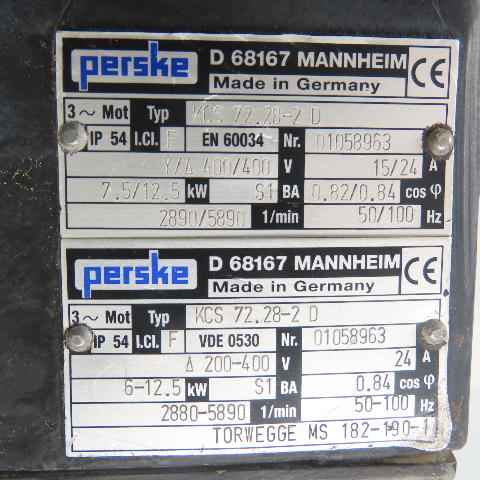 perske D 68167 MANNHEIM CE
Made in Germany
3~ Mot Typ KCS 72.28-2 D
IP 54 I.Cl. F EN 60034 Nr. 01058963
Y/Δ 400/400 V 15/24 A
7.5/12.5 kW S1 BA 0.82/0.84 cos φ
2890/5890 1/min 50/100 Hz
perske D 68167 MANNHEIM CE
Made in Germany
3~ Mot Typ KCS 72.28-2 D
IP 54 I.Cl. F VDE 0530 Nr. 01058963
Δ 200-400 V 24 A
6-12.5 kW S1 BA 0.84 cos φ
2880-5890 1/min 50-100 Hz
TORWEGGE MS 182-190-1